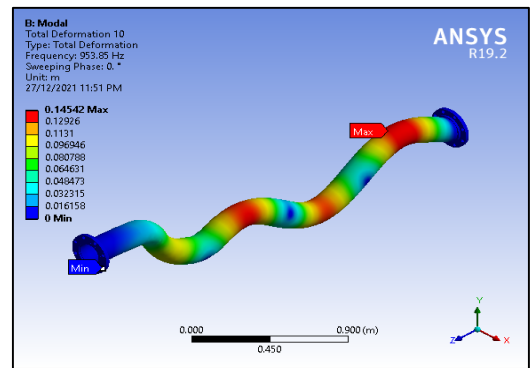 B: Modal
Total Deformation 10
Type: Total Deformation
Frequency: 953.85 Hz
Sweeping Phase: 0. °
Unit: m
27/12/2021 11:51 PM
ANSYS
R19.2
0.14542 Max
0.12926
0.1131
0.096946
0.080788
0.064631
0.048473
0.032315
0.016158
0 Min
Max
Min
0.000
0.900 (m)
0.450
Y
Z
X